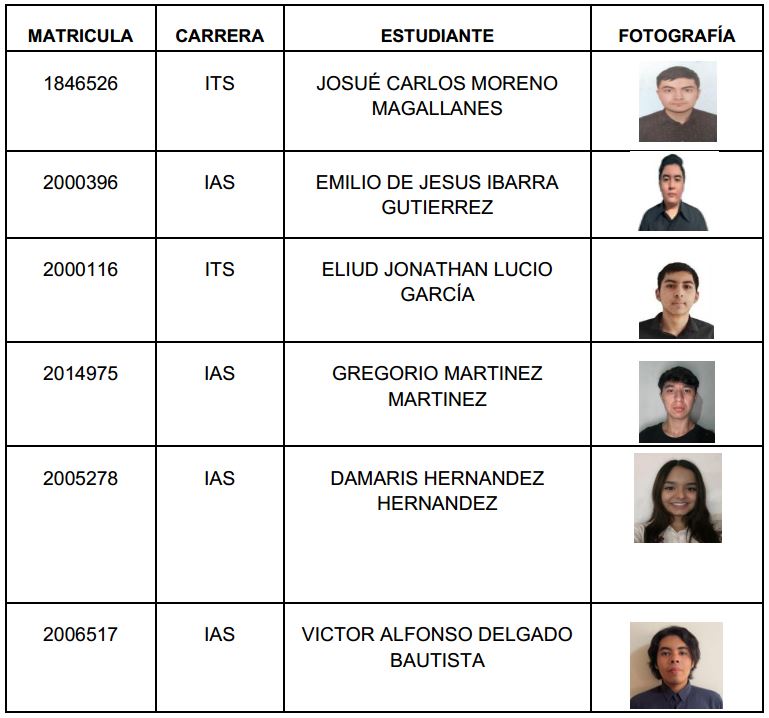 MATRICULA CARRERA ESTUDIANTE FOTOGRAFÍA
1846526 ITS JOSUÉ CARLOS MORENO
MAGALLANES
2000396 IAS EMILIO DE JESUS IBARRA
GUTIERREZ
2000116 ITS ELIUD JONATHAN LUCIO
GARCÍA
2014975 IAS GREGORIO MARTINEZ
MARTINEZ
2005278 IAS DAMARIS HERNANDEZ
HERNANDEZ
2006517 IAS VICTOR ALFONSO DELGADO
BAUTISTA